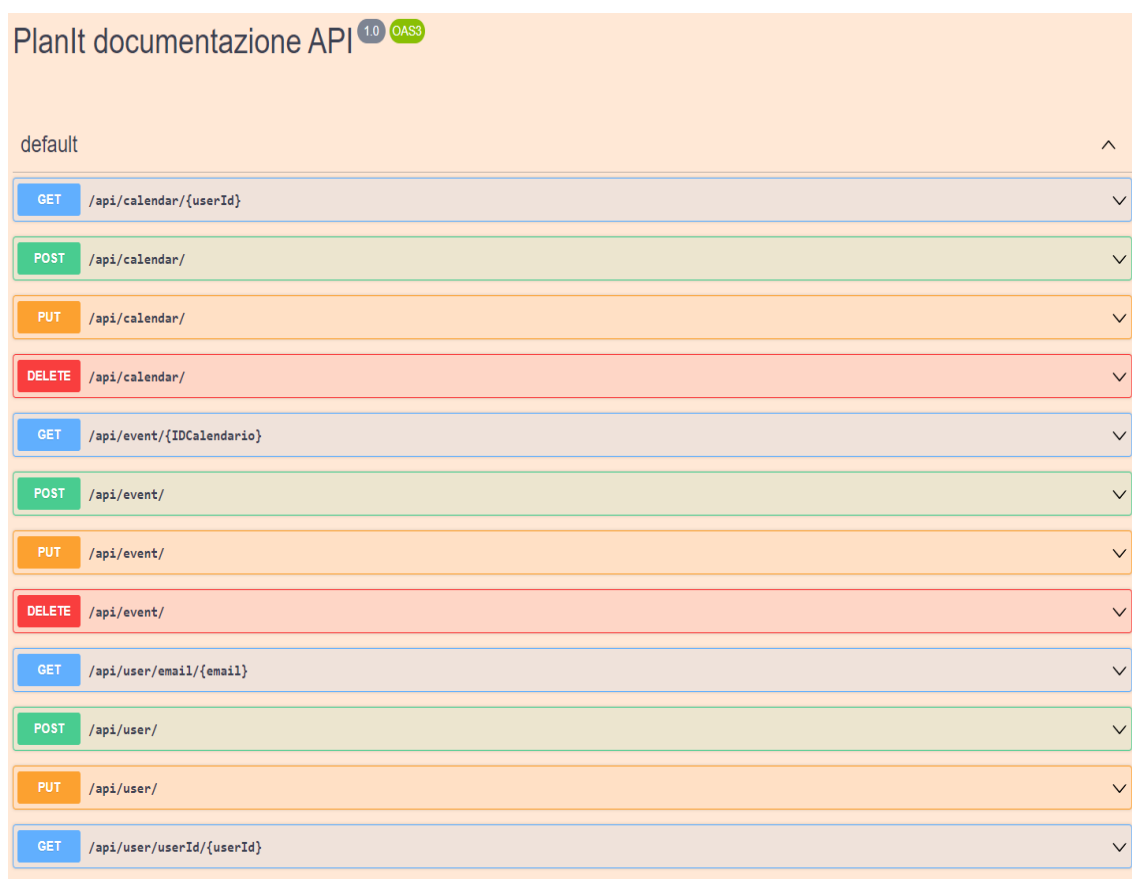 PlanIt documentazione API 1.0 OAS3
default
GET /api/calendar/{userId}
POST /api/calendar/
PUT /api/calendar/
DELETE /api/calendar/
GET /api/event/{IDCalendario}
POST /api/event/
PUT /api/event/
DELETE /api/event/
GET /api/user/email/{email}
POST /api/user/
PUT /api/user/
GET /api/user/userId/{userId}